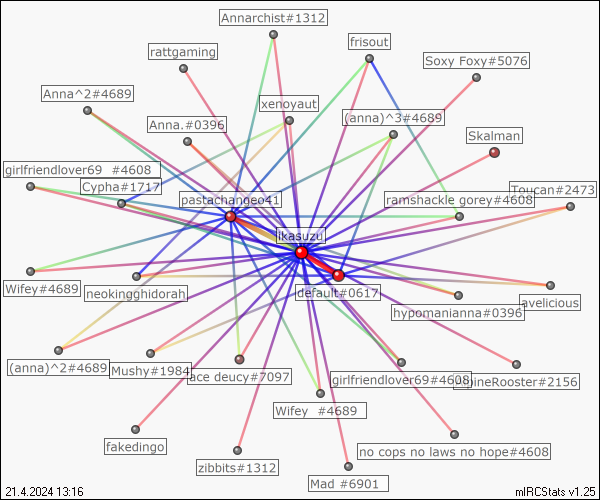 Annarchist#1312
frisout
rattgaming
Soxy Foxy#5076
Anna^2#4689
xenoyaut
(anna)^3#4689
Anna.#0396
Skalman
girlfriendlover69 #4608
Cypha#1717
Toucan#2473
pastachangeo41
ramshackle gorey#4608
ikasuzu
Wifey#4689
default#0617
neokingghidorah
avelicious
hypomanianna#0396
(anna)^2#4689
Mushy#1984
ace deucy#7097
girlfriendlover69#4608
ineRooster#2156
Wifey #4689
fakedingo
no cops no laws no hope#4608
zibbits#1312
Mad #6901
21.4.2024 13:16
mIRCStats v1.25